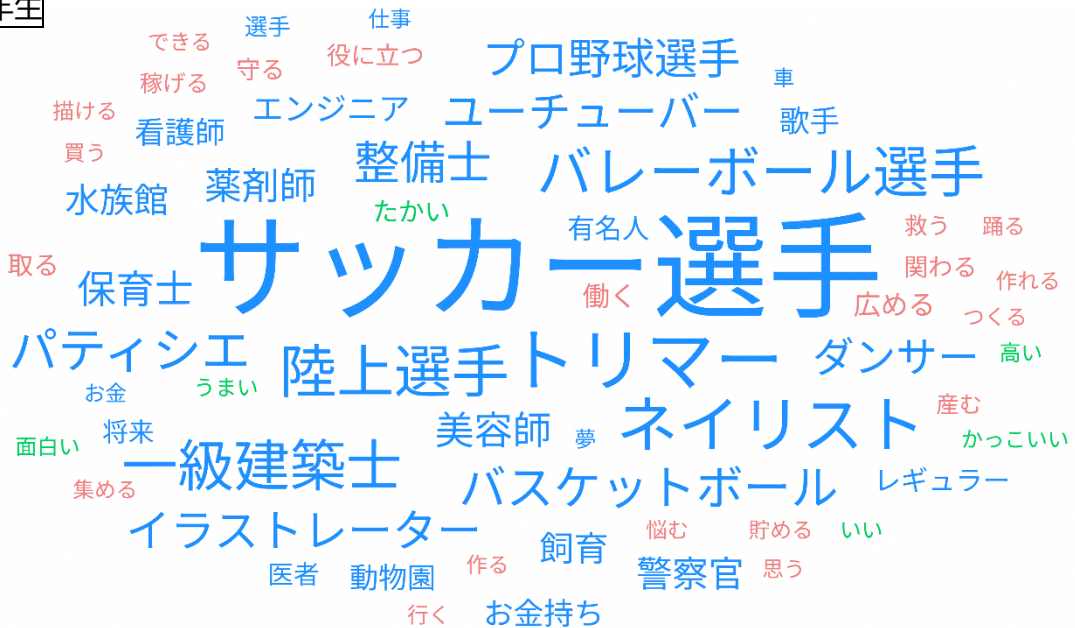 年生
選手
仕事
できる
役に立つ
プロ野球選手
稼げる
守る
車
描ける
エンジニア
ユーチューバー
歌手
看護師
買う
整備士
バレーボール選手
水族館
薬剤師
たかい
有名人
救う
踊る
サッカー選手
取る
保育士
働く
関わる
作れる
広める
つくる
パティシエ
陸上選手
トリマー
ダンサー
高い
お金
うまい
産む
面白い
将来
美容師
夢
ネイリスト
かっこいい
一級建築士
集める
バスケットボール
レギュラー
イラストレーター
飼育
悩む
貯める
いい
医者
動物園
作る
警察官
思う
行く
お金持ち